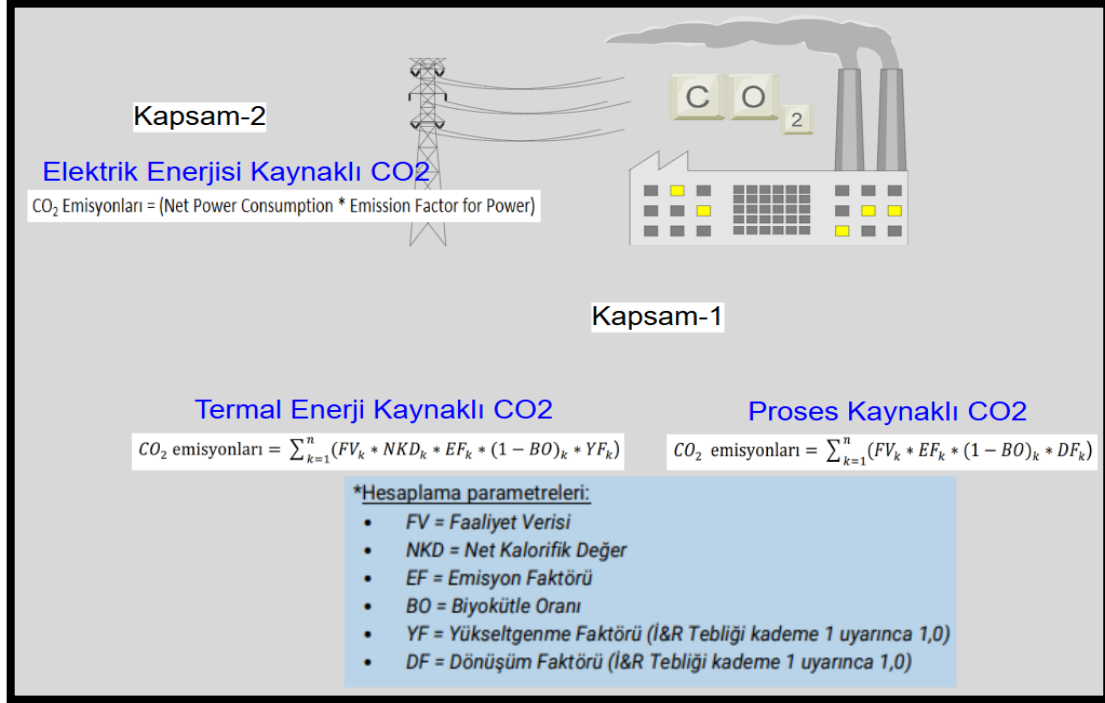 C O 2
Kapsam-2
Elektrik Enerjisi Kaynaklı CO2
CO₂ Emisyonları = (Net Power Consumption * Emission Factor for Power)
Kapsam-1
Termal Enerji Kaynaklı CO2
CO₂ emisyonları = ∑ⁿₖ₌₁(FVₖ * NKDₖ * EFₖ * (1 − BO)ₖ * YFₖ)
Proses Kaynaklı CO2
CO₂ emisyonları = ∑ⁿₖ₌₁(FVₖ * EFₖ * (1 − BO)ₖ * DFₖ)
*Hesaplama parametreleri:
• FV = Faaliyet Verisi
• NKD = Net Kalorifik Değer
• EF = Emisyon Faktörü
• BO = Biyokütle Oranı
• YF = Yükseltgenme Faktörü (İ&R Tebliği kademe 1 uyarınca 1,0)
• DF = Dönüşüm Faktörü (İ&R Tebliği kademe 1 uyarınca 1,0)